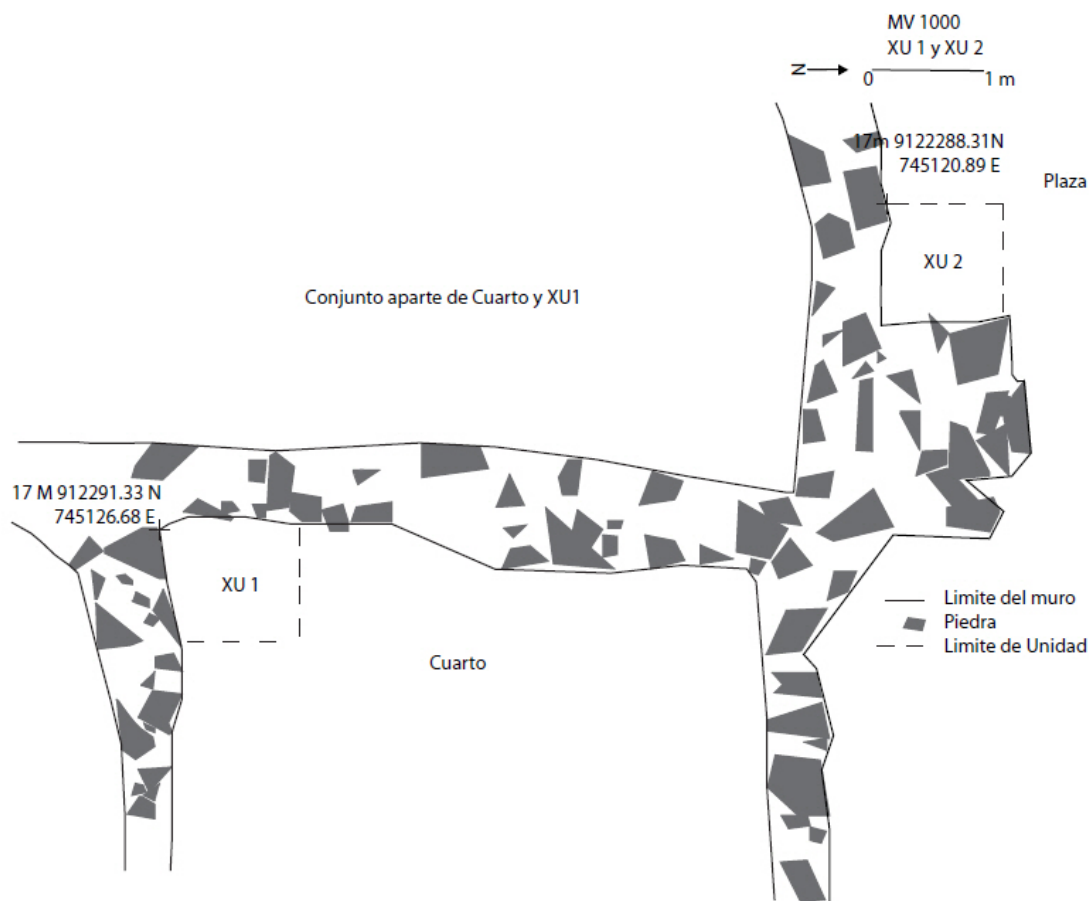 MV 1000
XU 1 y XU 2
N
0 1 m
17m 9122288.31N
745120.89 E
Plaza
XU 2
Conjunto aparte de Cuarto y XU1
17 M 912291.33 N
745126.68 E
XU 1
Cuarto
Limite del muro
Piedra
Limite de Unidad